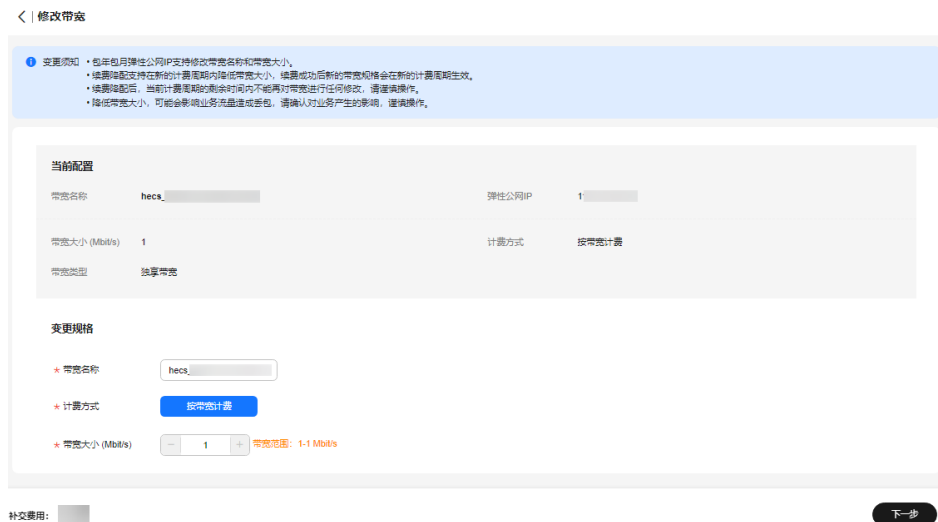 修改带宽
变更须知 • 包年包月弹性公网IP支持修改带宽名称和带宽大小。
• 续费降配支持在新的计费周期内降低带宽大小，续费成功后新的带宽规格会在新的计费周期生效。
• 续费降配后，当前计费周期的剩余时间内不能再对带宽进行任何修改，请谨慎操作。
• 降低带宽大小，可能会影响业务流量造成丢包，请确认对业务产生的影响，谨慎操作。
当前配置
带宽名称 hecs_ 弹性公网IP 1
带宽大小 (Mbit/s) 1 计费方式 按带宽计费
带宽类型 独享带宽
变更规格
★ 带宽名称 hecs_
★ 计费方式 按带宽计费
★ 带宽大小 (Mbit/s) − 1 + 带宽范围：1-1 Mbit/s
补交费用： 下一步